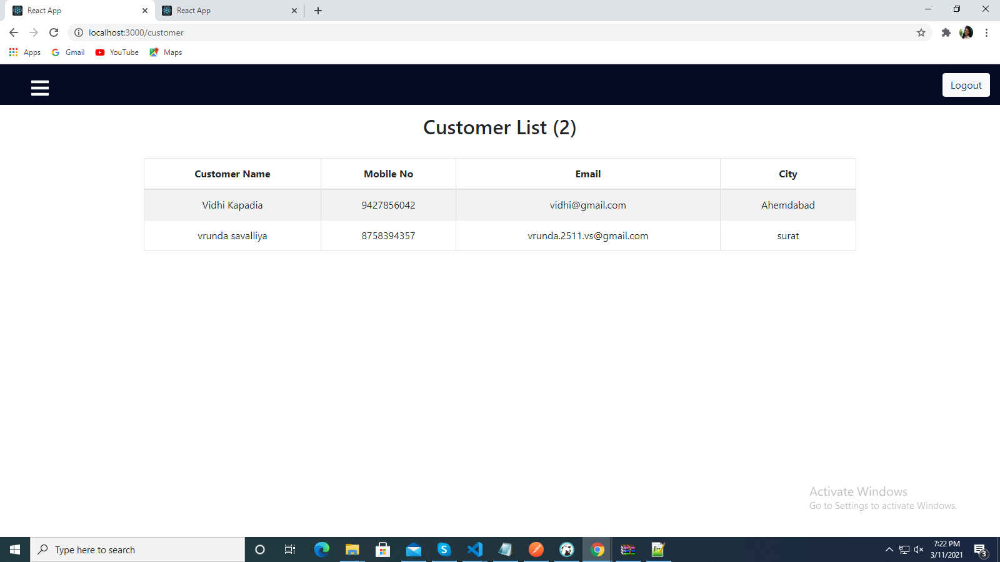 React App
React App
localhost:3000/customer
Apps
Gmail
YouTube
Maps
Logout
Customer List (2)
Customer Name Mobile No Email City
Vidhi Kapadia 9427856042 vidhi@gmail.com Ahemdabad
vrunda savalliya 8758394357 vrunda.2511.vs@gmail.com surat
Activate Windows
Go to Settings to activate Windows.
Type here to search
7:22 PM
3/11/2021
3